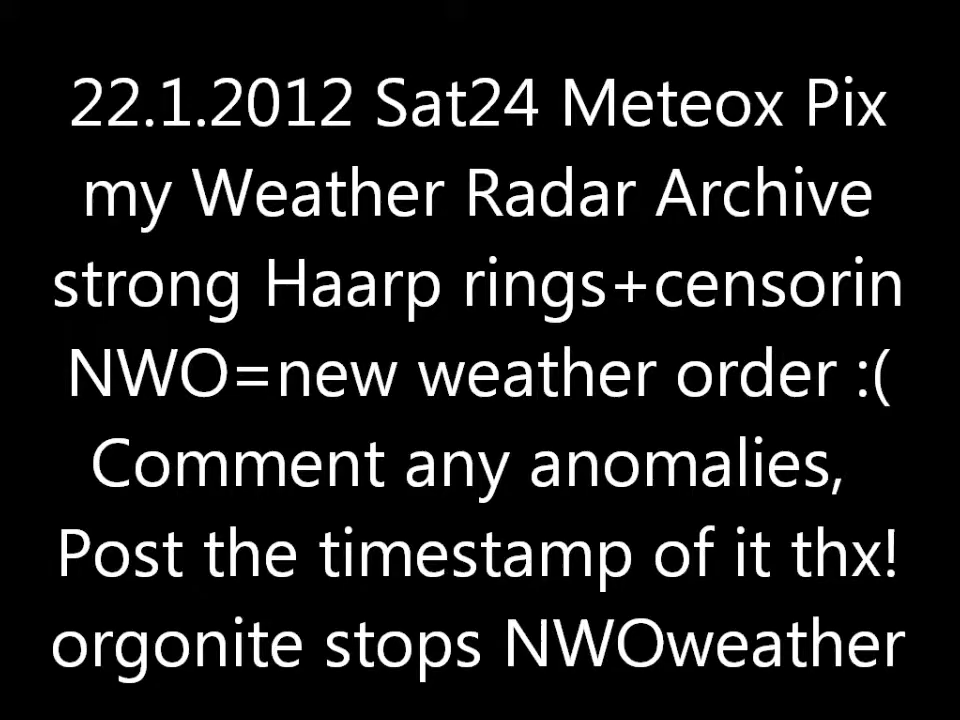 22.1.2012 Sat24 Meteox Pix
my Weather Radar Archive
strong Haarp rings+censorin
NWO=new weather order :(
Comment any anomalies,
Post the timestamp of it thx!
orgonite stops NWOweather